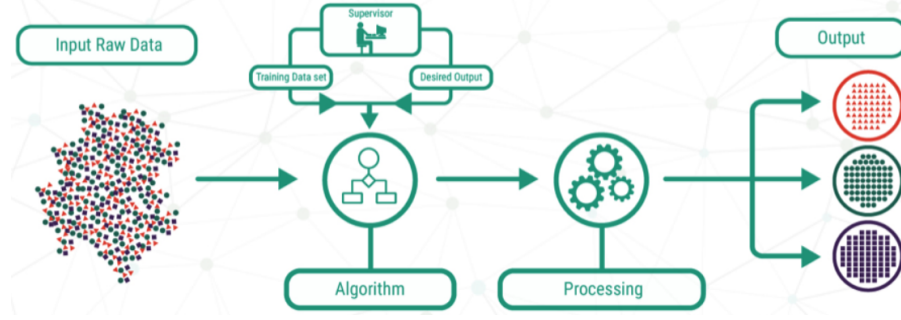 Supervisor
Input Raw Data
Output
Training Data set
Desired Output
Algorithm
Processing